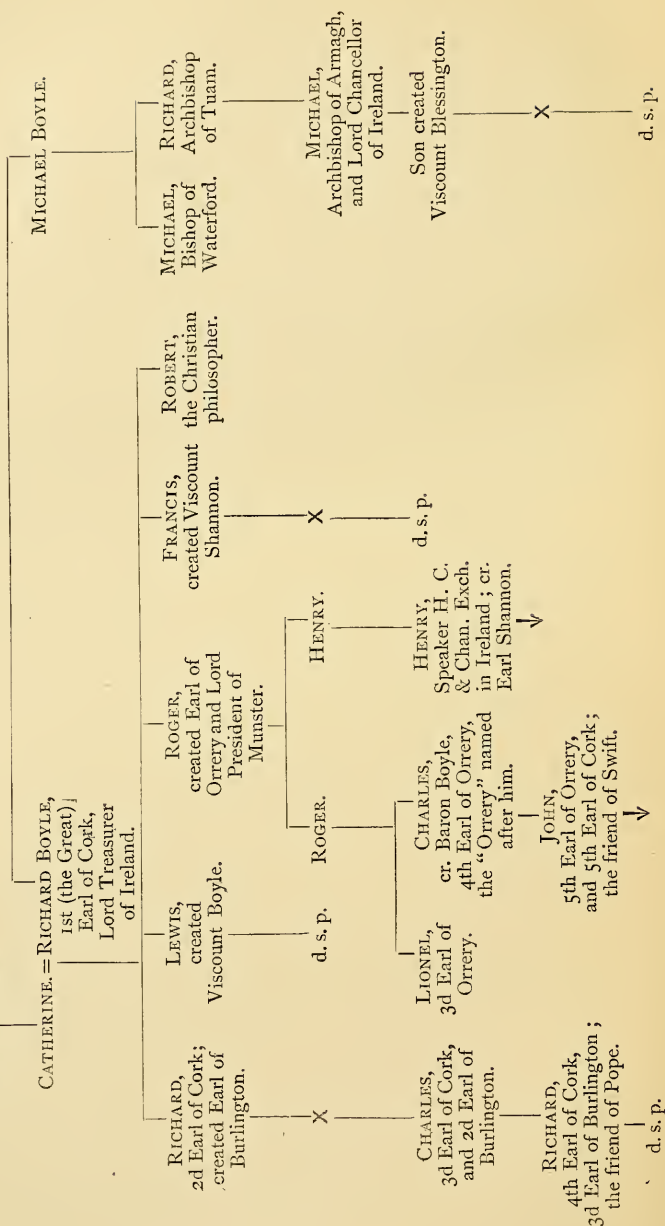 CATHERINE. = RICHARD BOYLE,
1st (the Great)
Earl of Cork,
Lord Treasurer
of Ireland.
MICHAEL BOYLE.
RICHARD,
2d Earl of Cork;
created Earl of
Burlington.
LEWIS,
created
Viscount Boyle.
ROGER,
created Earl of
Orrery and Lord
President of
Munster.
FRANCIS,
created Viscount
Shannon.
ROBERT,
the Christian
philosopher.
MICHAEL,
Bishop of
Waterford.
RICHARD,
Archbishop
of Tuam.
X
d. s. p.
ROGER.
HENRY.
X
d. s. p.
MICHAEL,
Archbishop of Armagh,
and Lord Chancellor
of Ireland.
CHARLES,
3d Earl of Cork,
and 2d Earl of
Burlington.
LIONEL,
3d Earl of
Orrery.
CHARLES,
cr. Baron Boyle,
4th Earl of Orrery,
the "Orrery" named
after him.
HENRY,
Speaker H. C.
& Chan. Exch.
in Ireland; cr.
Earl Shannon.
Son created
Viscount Blessington.
X
d. s. p.
RICHARD,
4th Earl of Cork,
3d Earl of Burlington;
the friend of Pope.
d. s. p.
JOHN,
5th Earl of Orrery,
and 5th Earl of Cork;
the friend of Swift.